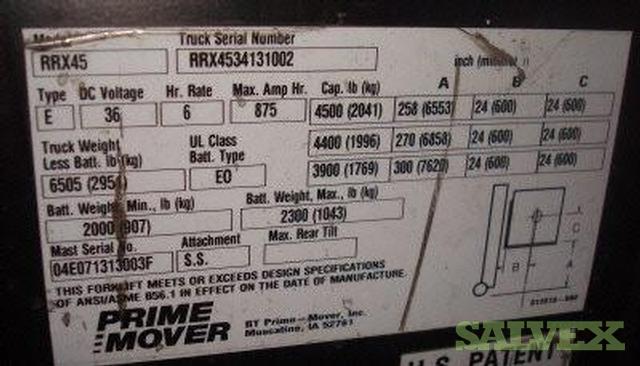 Model Truck Serial Number
RRX45 RRX4534131002 inch (millimeter)
Type DC Voltage Hr. Rate Max. Amp Hr. Cap. lb (kg) A B C
E 36 6 875 4500 (2041) 258 (6553) 24 (600) 24 (600)
Truck Weight UL Class 4400 (1996) 270 (6858) 24 (600) 24 (600)
Less Batt. lb (kg) Batt. Type
6505 (2951) EO 3900 (1769) 300 (7620) 24 (600) 24 (600)
Batt. Weight, Min., lb (kg) Batt. Weight, Max., lb (kg)
2000 (907) 2300 (1043)
Mast Serial No. Attachment Max. Rear Tilt
04E071313003F S.S.
C
B
A
THIS FORKLIFT MEETS OR EXCEEDS DESIGN SPECIFICATIONS
OF ANSI/ASME B56.1 IN EFFECT ON THE DATE OF MANUFACTURE.
PRIME
MOVER
BT Prime-Mover, Inc.
Muscatine, IA 52761
SALVEX
U.S. PATENT